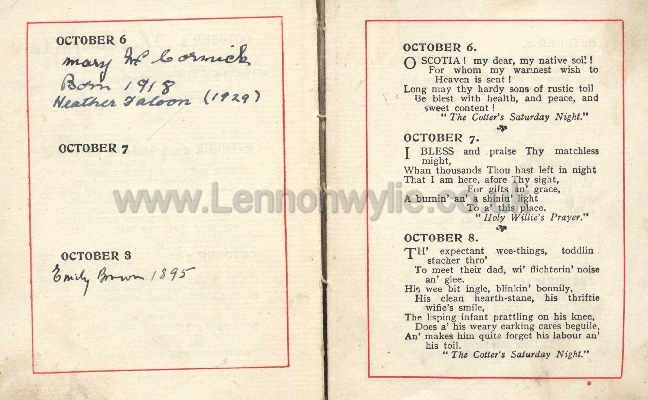 OCTOBER 6
Mary McCormick
Born 1918
Heather Faloon (1929)
OCTOBER 7
OCTOBER 8
Emily Brown 1895
OCTOBER 6.
O SCOTIA! my dear, my native soil!
For whom my warmest wish to
Heaven is sent!
Long may thy hardy sons of rustic toil
Be blest with health, and peace, and
sweet content!
"The Cotter's Saturday Night."
OCTOBER 7.
I BLESS and praise Thy matchless
might,
Whan thousands Thou hast left in night
That I am here, afore Thy sight,
For gifts an' grace,
A burnin' an' a shinin' light
To a' this place.
"Holy Willie's Prayer."
OCTOBER 8.
TH' expectant wee-things, toddlin
stacher thro'
To meet their dad, wi' flichterin' noise
an' glee.
His wee bit ingle, blinkin' bonnily,
His clean hearth-stane, his thriftie
wifie's smile,
The lisping infant prattling on his knee,
Does a' his weary carking cares beguile,
An' makes him quite forget his labour an'
his toil.
"The Cotter's Saturday Night."
www.Lennonwylie.co.uk